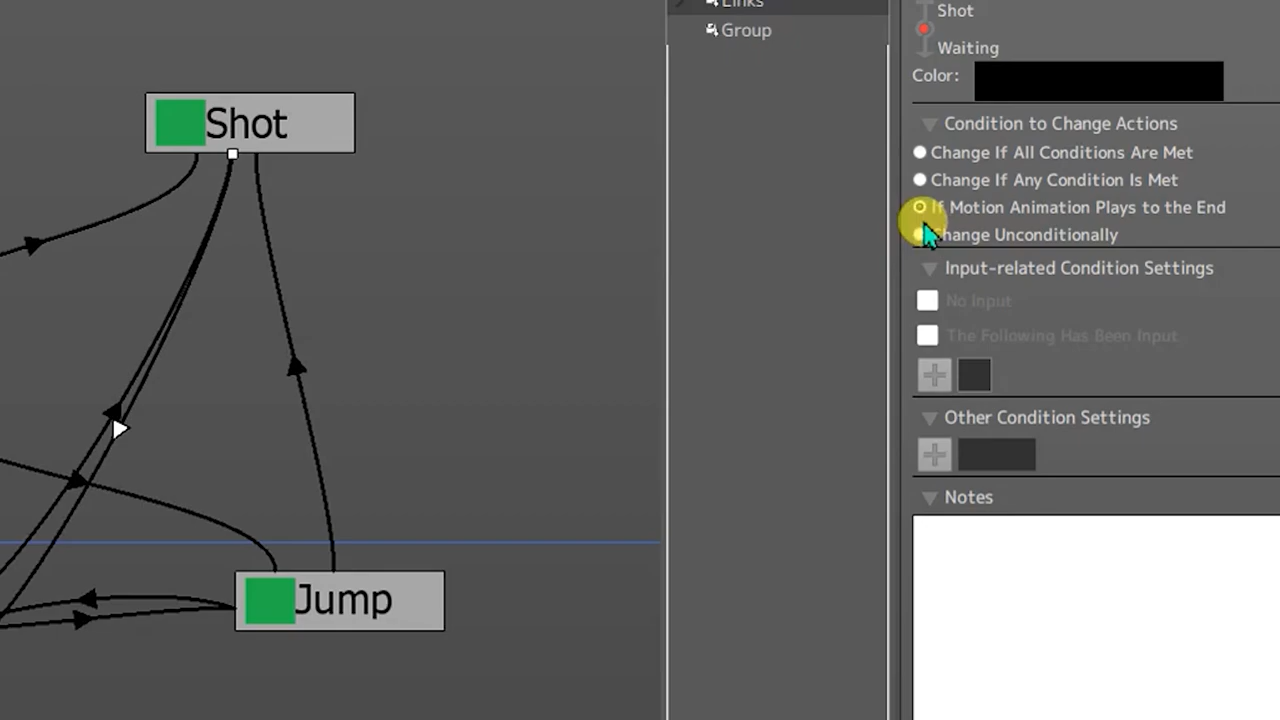 Links
Group
Shot
Waiting
Color:
Condition to Change Actions
Change If All Conditions Are Met
Change If Any Condition Is Met
If Motion Animation Plays to the End
Change Unconditionally
Input-related Condition Settings
No Input
The Following Has Been Input
Other Condition Settings
Notes
Shot
Jump